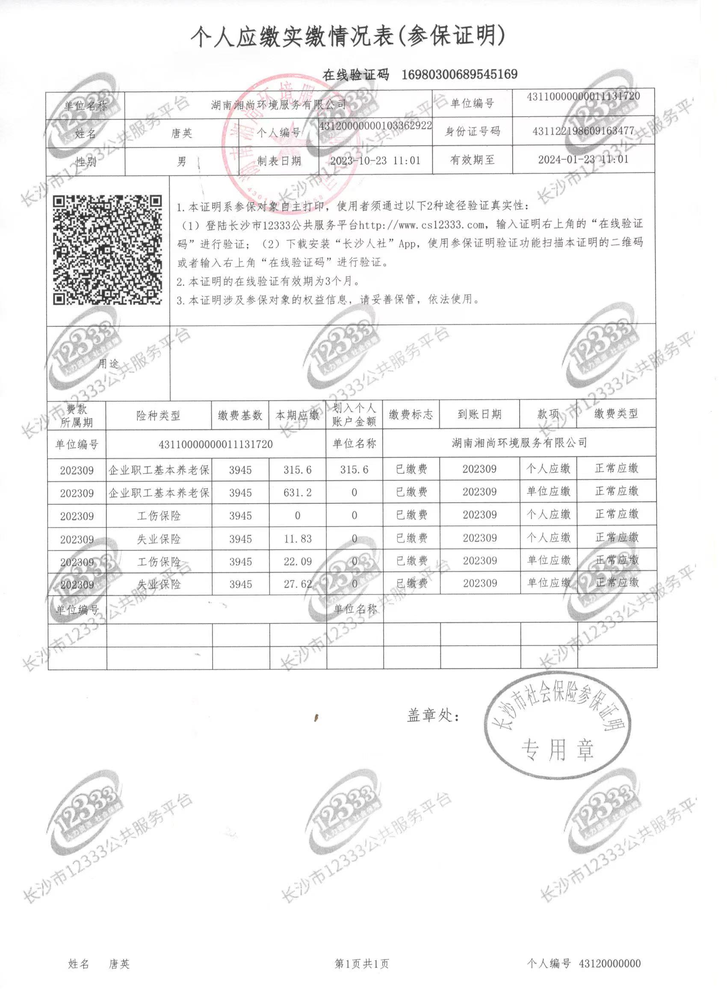 个人应缴实缴情况表(参保证明)
在线验证码 16980300689545169
单位名称 湖南湘尚环境服务有限公司 单位编号 43110000000011131720
姓名 唐英 个人编号 43120000000103362922 身份证号码 431122198609163477
性别 男 制表日期 2023-10-23 11:01 有效期至 2024-01-23 11:01
1.本证明系参保对象自主打印，使用者须通过以下2种途径验证真实性：
（1）登陆长沙市12333公共服务平台http://www.cs12333.com，输入证明右上角的“在线验证
码”进行验证；（2）下载安装“长沙人社”App，使用参保证明验证功能扫描本证明的二维码
或者输入右上角“在线验证码”进行验证。
2.本证明的在线验证有效期为3个月。
3.本证明涉及参保对象的权益信息，请妥善保管，依法使用。
用途
费款所属期 险种类型 缴费基数 本期应缴 划入个人账户金额 缴费标志 到账日期 款项 缴费类型
单位编号 43110000000011131720 单位名称 湖南湘尚环境服务有限公司
202309 企业职工基本养老保 3945 315.6 315.6 已缴费 202309 个人应缴 正常应缴
202309 企业职工基本养老保 3945 631.2 0 已缴费 202309 单位应缴 正常应缴
202309 工伤保险 3945 0 0 已缴费 202309 个人应缴 正常应缴
202309 失业保险 3945 11.83 0 已缴费 202309 个人应缴 正常应缴
202309 工伤保险 3945 22.09 0 已缴费 202309 单位应缴 正常应缴
202309 失业保险 3945 27.62 0 已缴费 202309 单位应缴 正常应缴
单位编号 单位名称
盖章处：
长沙市社会保险参保证明
专用章
12333
长沙市12333公共服务平台
姓名 唐英 第1页共1页 个人编号 43120000000